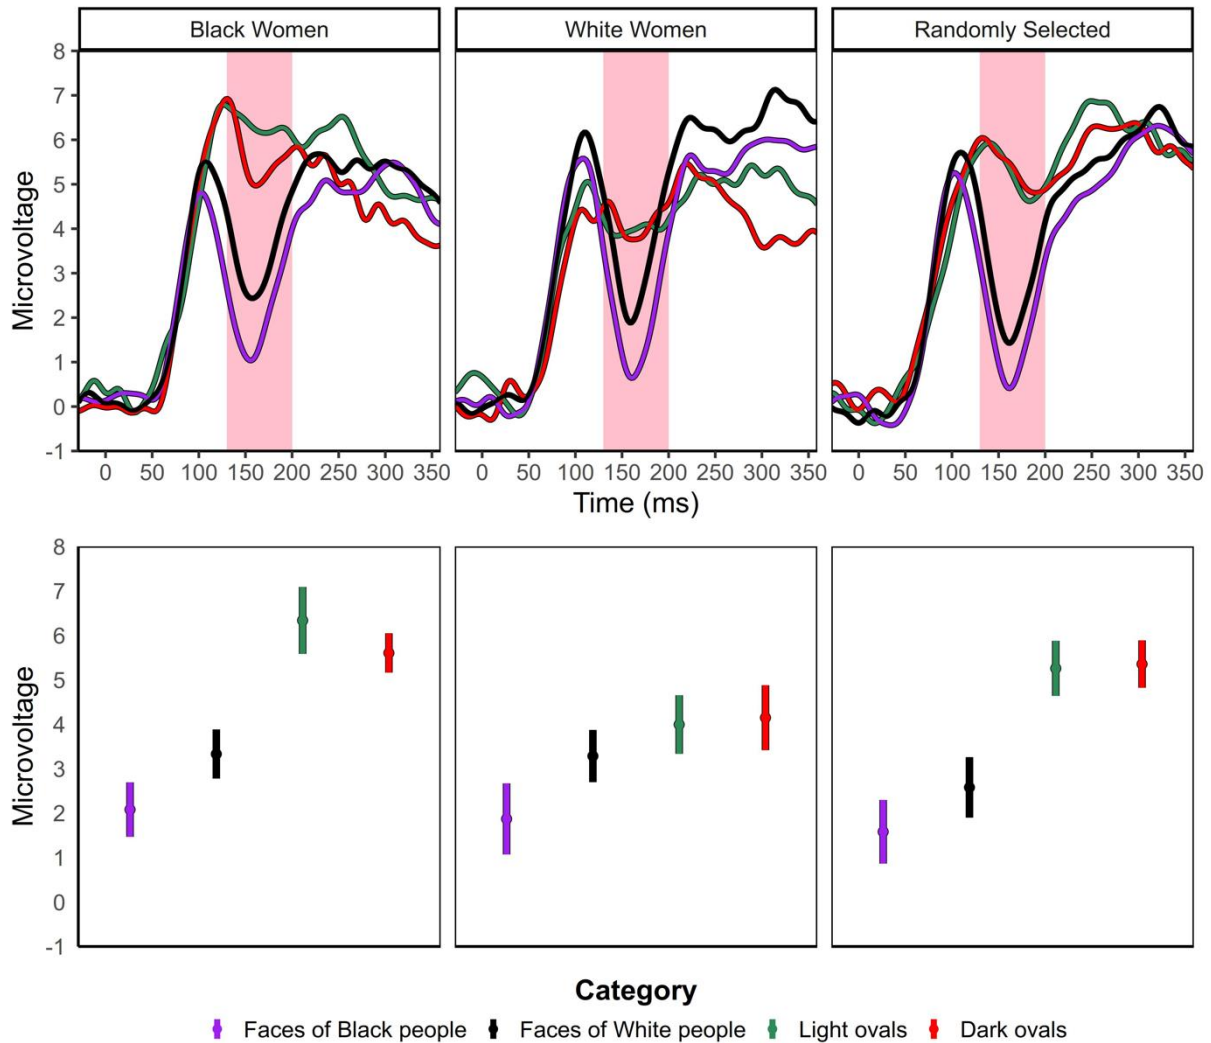 Black Women
White Women
Randomly Selected
8
7
6
5
4
3
2
1
0
-1
Microvoltage
0 50 100 150 200 250 300 350
0 50 100 150 200 250 300 350
0 50 100 150 200 250 300 350
Time (ms)
8
7
6
5
4
3
2
1
0
-1
Microvoltage
Category
Faces of Black people Faces of White people Light ovals Dark ovals